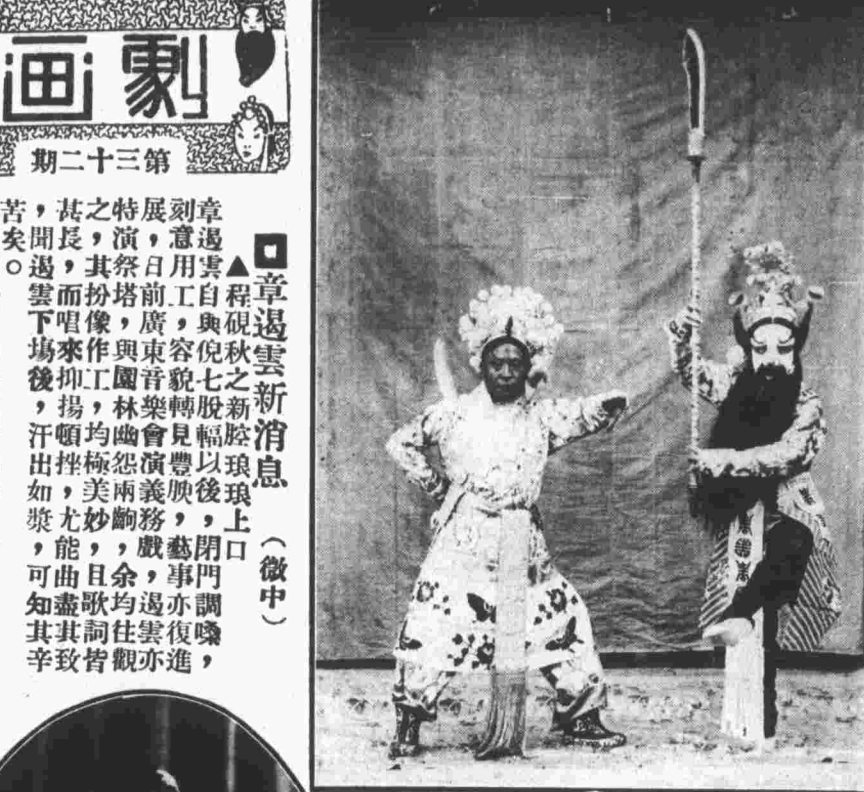 劇画
第三十二期
◘章遏雲新消息（微中）
▲程硯秋之新腔琅琅上口
章遏雲自與倪七脫輻以後，閉門調嗓，
刻意用工，容貌轉見豐腴，藝事亦復進
展，日前廣東音樂會演義務戲，遏雲亦
特演祭塔，與園林幽怨兩齣，余均往觀
之，其扮像作工，均極美妙，且歌詞皆
甚長，而唱來抑揚頓挫，尤能曲盡其致
，聞遏雲下塲後，汗出如漿，可知其辛
苦矣。